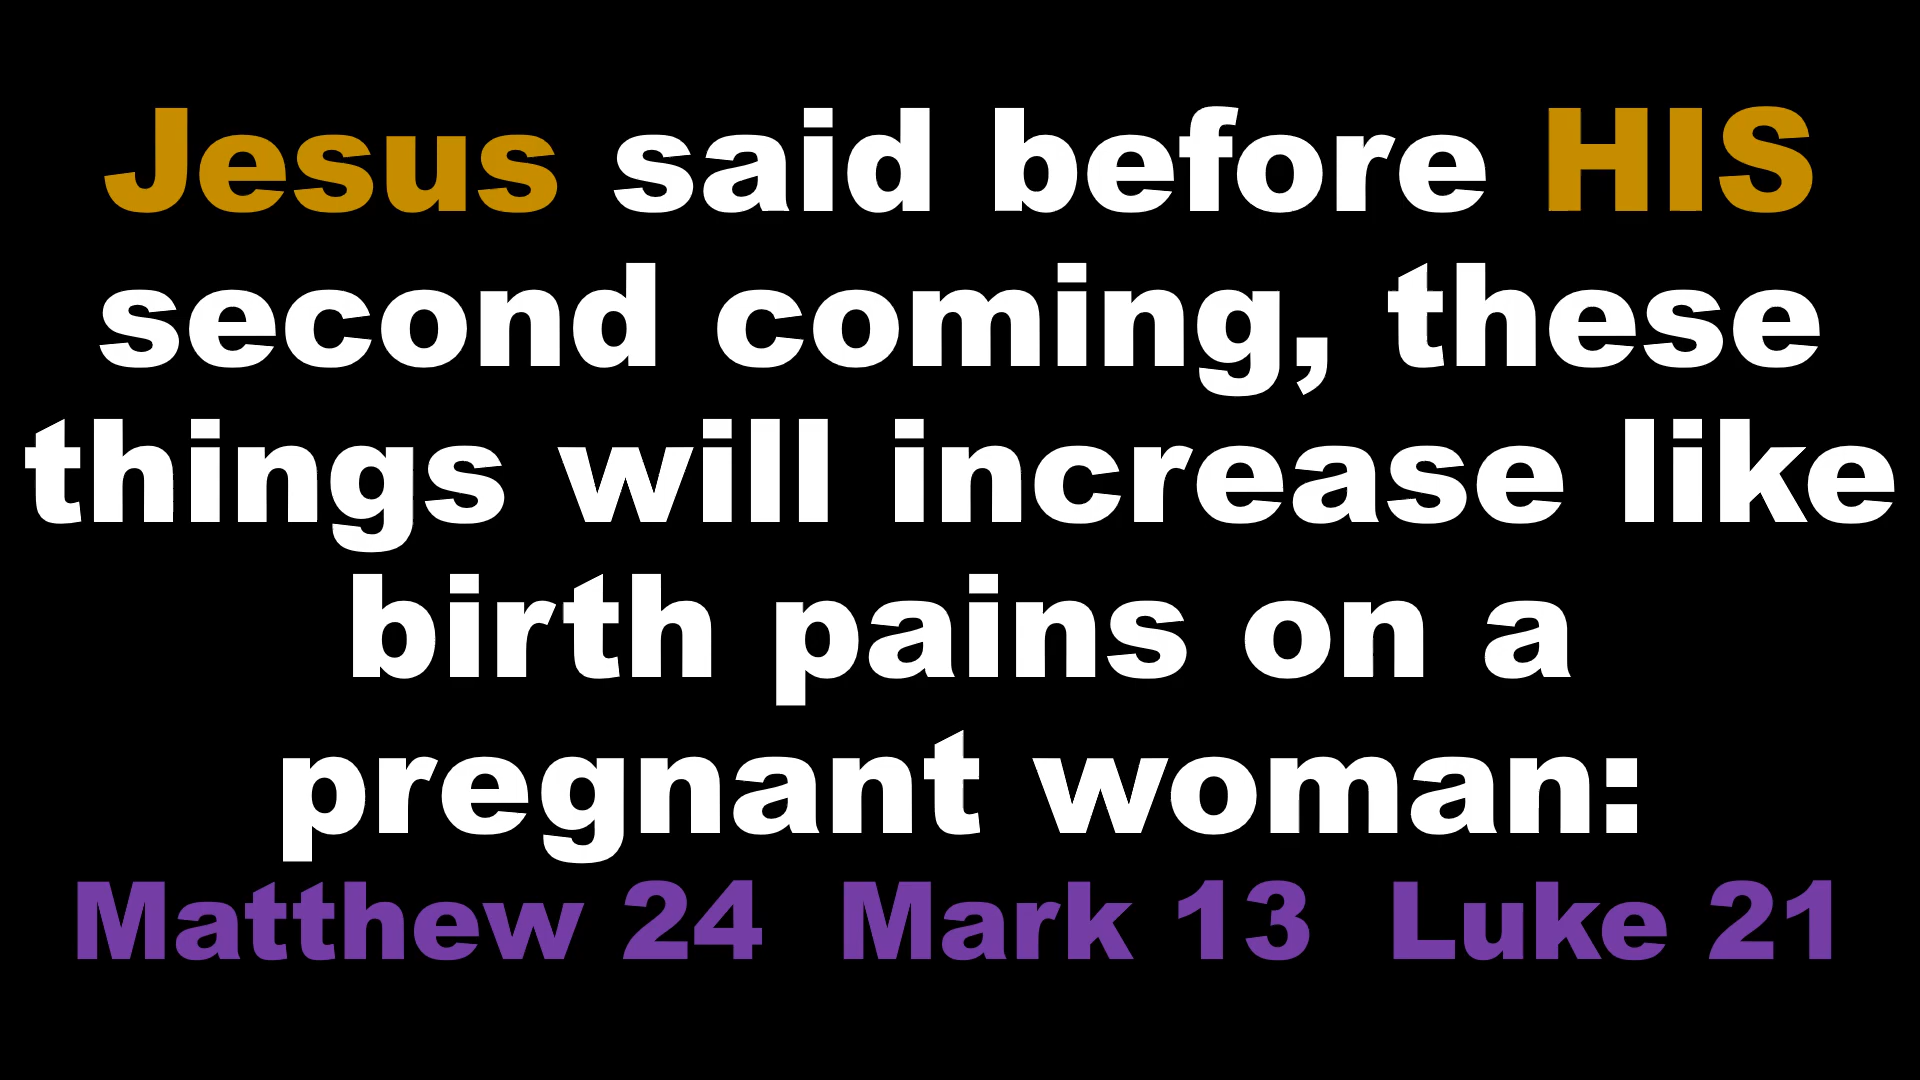 Jesus said before HIS
second coming, these
things will increase like
birth pains on a
pregnant woman:
Matthew 24  Mark 13  Luke 21